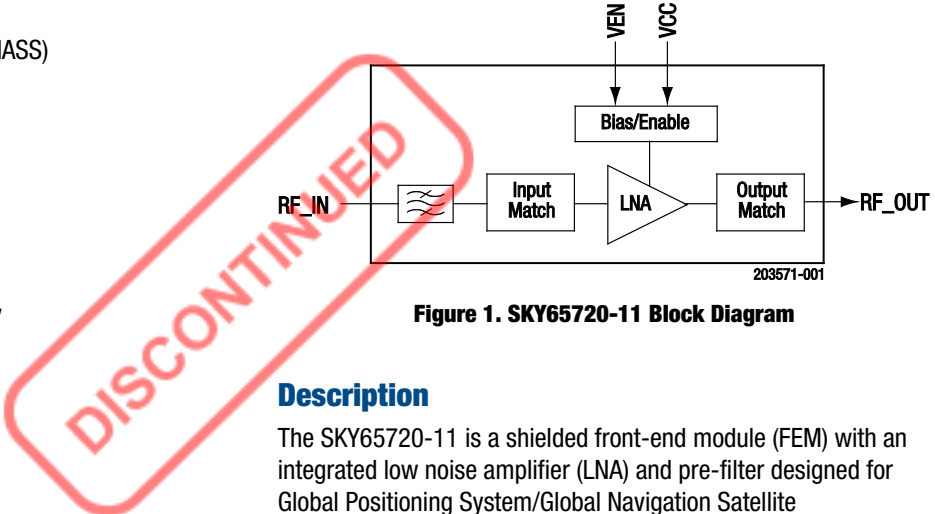 IASS)
VEN
VCC
Bias/Enable
RF_IN
Input
Match
LNA
Output
Match
RF_OUT
203571-001
Figure 1. SKY65720-11 Block Diagram
DISCONTINUED
Description
The SKY65720-11 is a shielded front-end module (FEM) with an
integrated low noise amplifier (LNA) and pre-filter designed for
Global Positioning System/Global Navigation Satellite